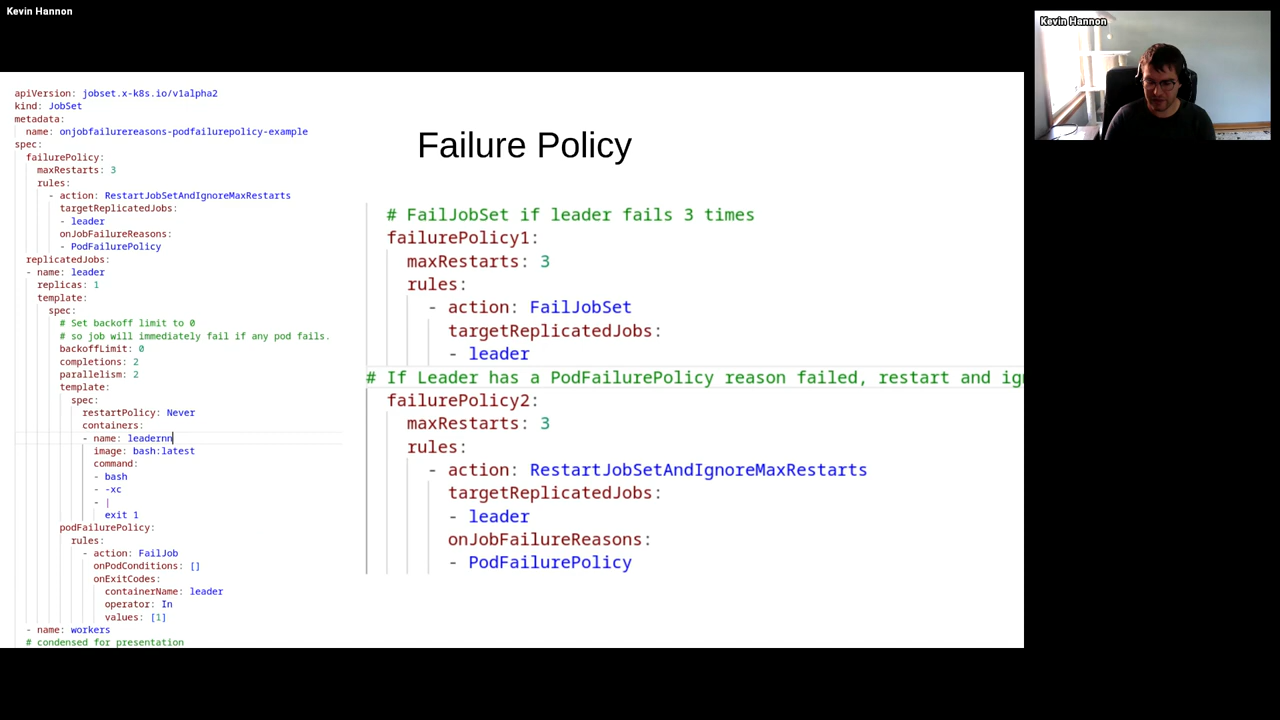 Kevin Hannon
Kevin Hannon
apiVersion: jobset.x-k8s.io/v1alpha2
kind: JobSet
metadata:
name: onjobfailurereasons-podfailurepolicy-example
spec:
failurePolicy:
maxRestarts: 3
rules:
- action: RestartJobSetAndIgnoreMaxRestarts
targetReplicatedJobs:
- leader
onJobFailureReasons:
- PodFailurePolicy
replicatedJobs:
- name: leader
replicas: 1
template:
spec:
# Set backoff limit to 0
# so job will immediately fail if any pod fails.
backoffLimit: 0
completions: 2
parallelism: 2
template:
spec:
restartPolicy: Never
containers:
- name: leadernn
image: bash:latest
command:
- bash
- -xc
- |
exit 1
podFailurePolicy:
rules:
- action: FailJob
onPodConditions: []
onExitCodes:
containerName: leader
operator: In
values: [1]
- name: workers
# condensed for presentation
Failure Policy
# FailJobSet if leader fails 3 times
failurePolicy1:
maxRestarts: 3
rules:
- action: FailJobSet
targetReplicatedJobs:
- leader
# If Leader has a PodFailurePolicy reason failed, restart and ig
failurePolicy2:
maxRestarts: 3
rules:
- action: RestartJobSetAndIgnoreMaxRestarts
targetReplicatedJobs:
- leader
onJobFailureReasons:
- PodFailurePolicy